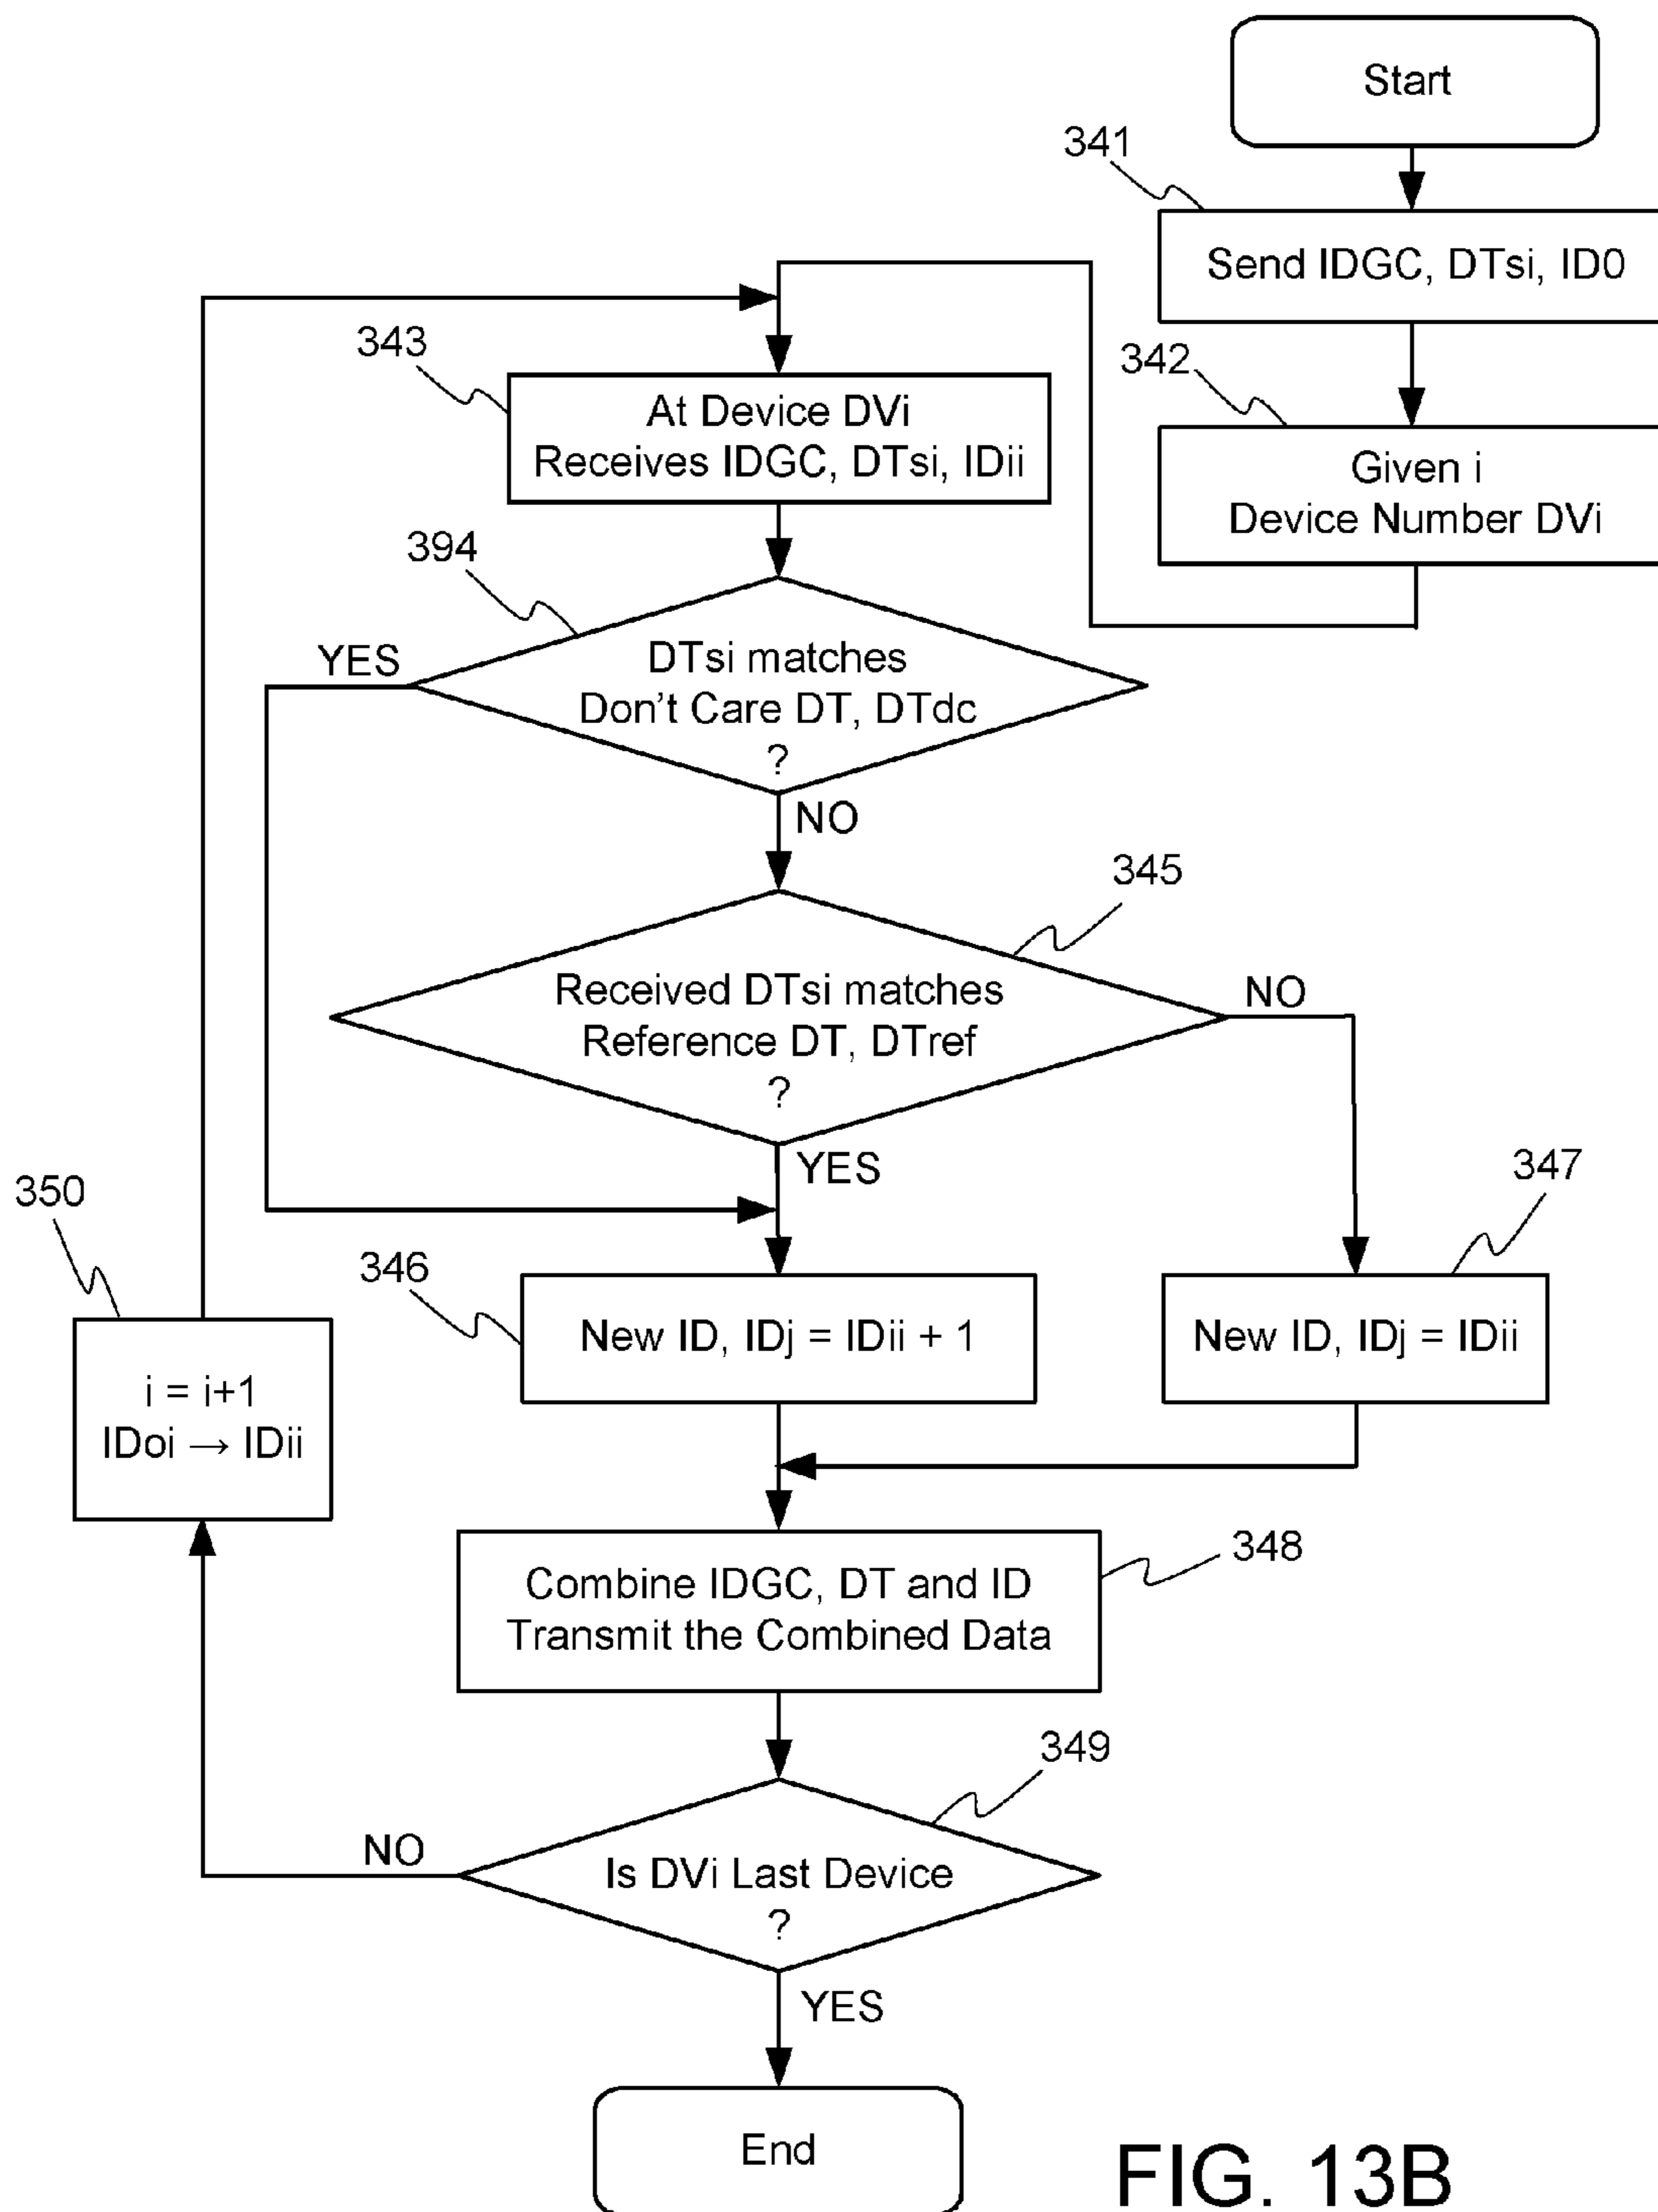 Start
341
Send IDGC, DTsi, ID0
342
Given i
Device Number DVi
343
At Device DVi
Receives IDGC, DTsi, IDii
394
DTsi matches
Don't Care DT, DTdc
?
YES
NO
345
Received DTsi matches
Reference DT, DTref
?
NO
YES
346
New ID, IDj = IDii + 1
347
New ID, IDj = IDii
350
i = i+1
IDoi → IDii
348
Combine IDGC, DT and ID
Transmit the Combined Data
349
Is DVi Last Device
?
NO
YES
End
FIG. 13B